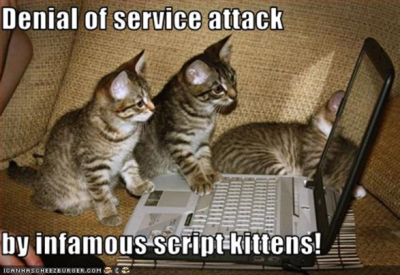 Denial of service attack
by infamous script kittens!
ICANHASCHEEZBURGER.COM